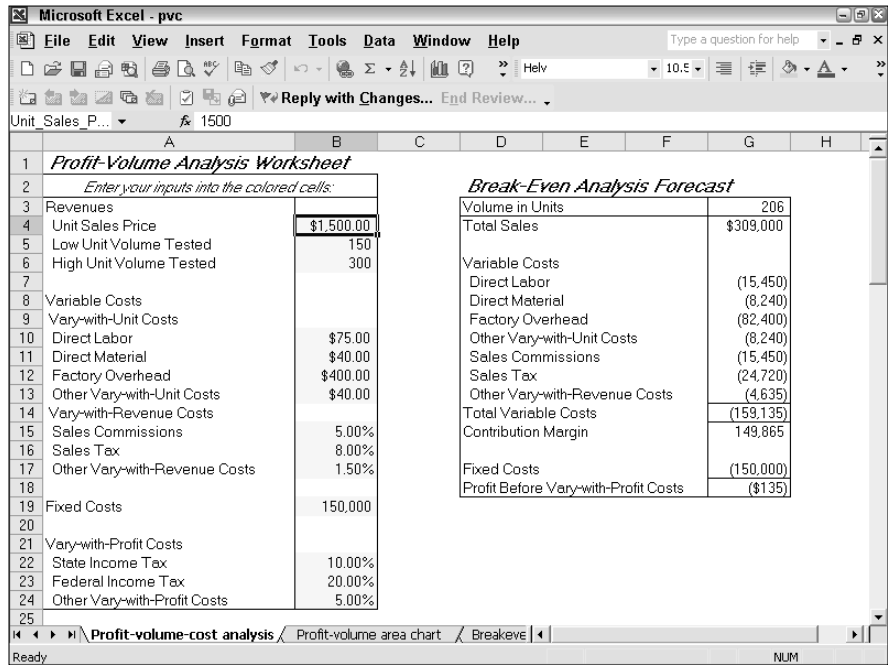 Microsoft Excel - pvc
File Edit View Insert Format Tools Data Window Help Type a question for help
Helv 10.5
Reply with Changes... End Review...
Unit_Sales_P... fx 1500
A B C D E F G H
1 Profit-Volume Analysis Worksheet
2 Enter your inputs into the colored cells: Break-Even Analysis Forecast
3 Revenues Volume in Units 206
4 Unit Sales Price $1,500.00 Total Sales $309,000
5 Low Unit Volume Tested 150
6 High Unit Volume Tested 300 Variable Costs
7 Direct Labor (15,450)
8 Variable Costs Direct Material (8,240)
9 Vary-with-Unit Costs Factory Overhead (82,400)
10 Direct Labor $75.00 Other Vary-with-Unit Costs (8,240)
11 Direct Material $40.00 Sales Commissions (15,450)
12 Factory Overhead $400.00 Sales Tax (24,720)
13 Other Vary-with-Unit Costs $40.00 Other Vary-with-Revenue Costs (4,635)
14 Vary-with-Revenue Costs Total Variable Costs (159,135)
15 Sales Commissions 5.00% Contribution Margin 149,865
16 Sales Tax 8.00%
17 Other Vary-with-Revenue Costs 1.50% Fixed Costs (150,000)
18 Profit Before Vary-with-Profit Costs ($135)
19 Fixed Costs 150,000
20
21 Vary-with-Profit Costs
22 State Income Tax 10.00%
23 Federal Income Tax 20.00%
24 Other Vary-with-Profit Costs 5.00%
25
Profit-volume-cost analysis Profit-volume area chart Breakeve
Ready NUM